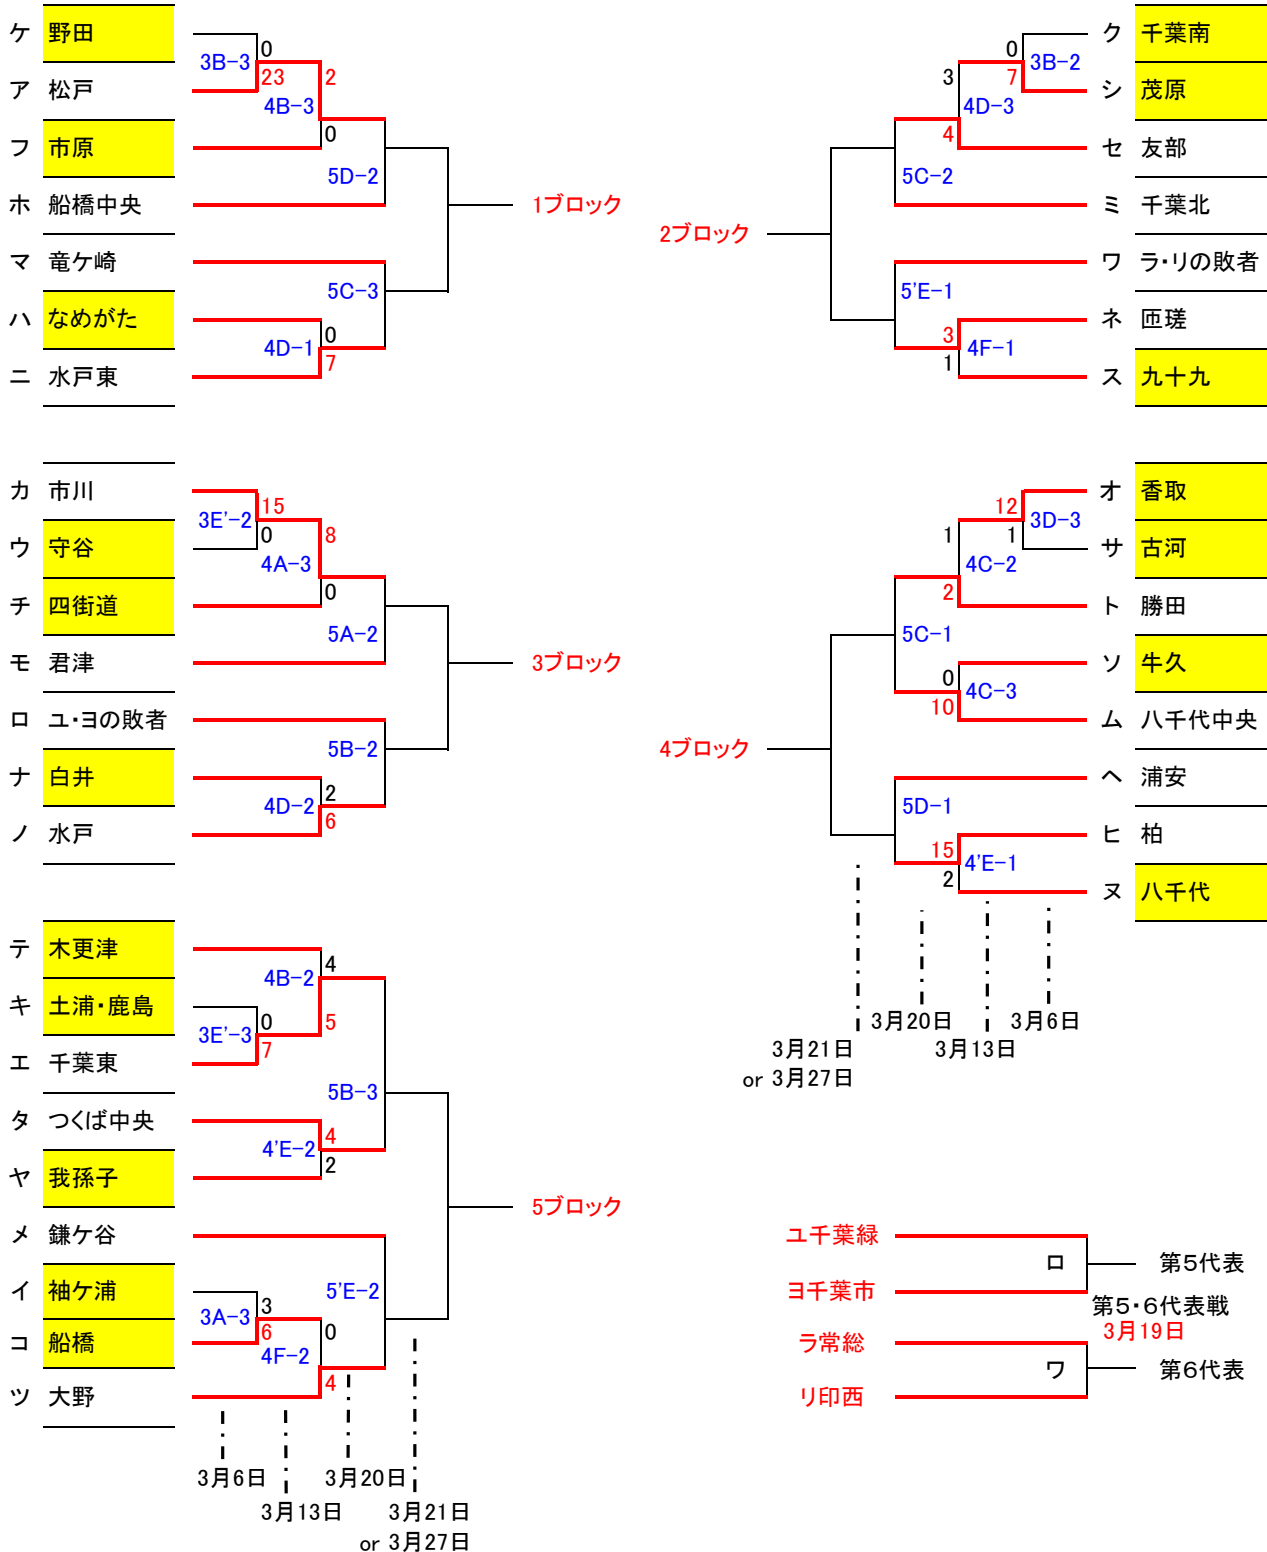 ケ 野田
3B-3
0
23
ア 松戸
2
4B-3
0
フ 市原
5D-2
ホ 船橋中央
1ブロック
マ 竜ケ崎
5C-3
ハ なめがた
4D-1
0
7
ニ 水戸東
ク 千葉南
0
3B-2
7
シ 茂原
3
4D-3
4
セ 友部
5C-2
ミ 千葉北
2ブロック
ワ ラ・リの敗者
5'E-1
ネ 匝瑳
3
4F-1
1
ス 九十九
カ 市川
15
3E'-2
0
ウ 守谷
8
4A-3
0
チ 四街道
5A-2
モ 君津
3ブロック
ロ ユ・ヨの敗者
5B-2
ナ 白井
4D-2
2
6
ノ 水戸
オ 香取
12
3D-3
1
サ 古河
1
4C-2
2
ト 勝田
5C-1
ソ 牛久
0
4C-3
10
ム 八千代中央
4ブロック
ヘ 浦安
5D-1
ヒ 柏
15
4'E-1
2
ヌ 八千代
3月20日
3月6日
3月21日
3月13日
or 3月27日
テ 木更津
4
4B-2
5
キ 土浦・鹿島
0
3E'-3
7
エ 千葉東
5B-3
タ つくば中央
4
4'E-2
2
ヤ 我孫子
5ブロック
メ 鎌ケ谷
5'E-2
イ 袖ケ浦
3
3A-3
6
コ 船橋
0
4F-2
4
ツ 大野
3月6日
3月20日
3月13日
3月21日
or 3月27日
ユ千葉緑
ロ
第5代表
ヨ千葉市
第5・6代表戦
3月19日
ラ常総
ワ
第6代表
リ印西